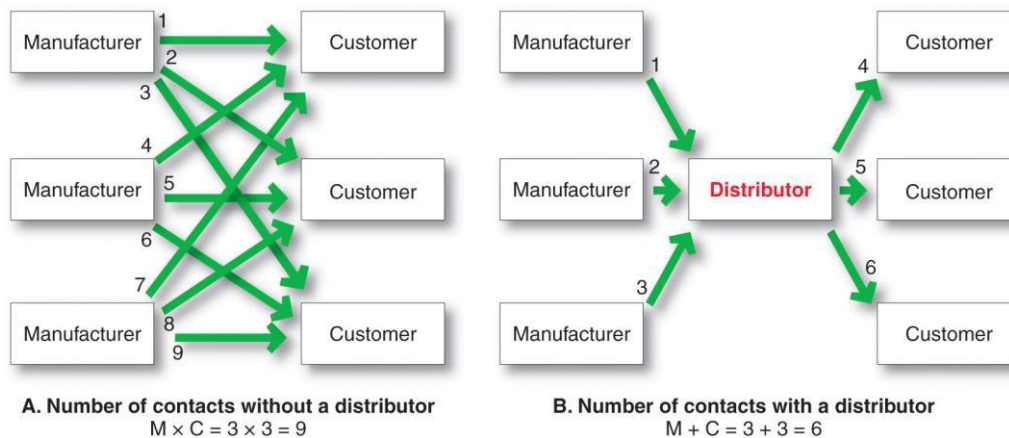 Manufacturer
1
Customer
2
3
4
Manufacturer
5
Customer
6
7
Manufacturer
8
Customer
9
A. Number of contacts without a distributor
M × C = 3 × 3 = 9
Manufacturer
1
Manufacturer
2
Manufacturer
3
Distributor
4
Customer
5
Customer
6
Customer
B. Number of contacts with a distributor
M + C = 3 + 3 = 6